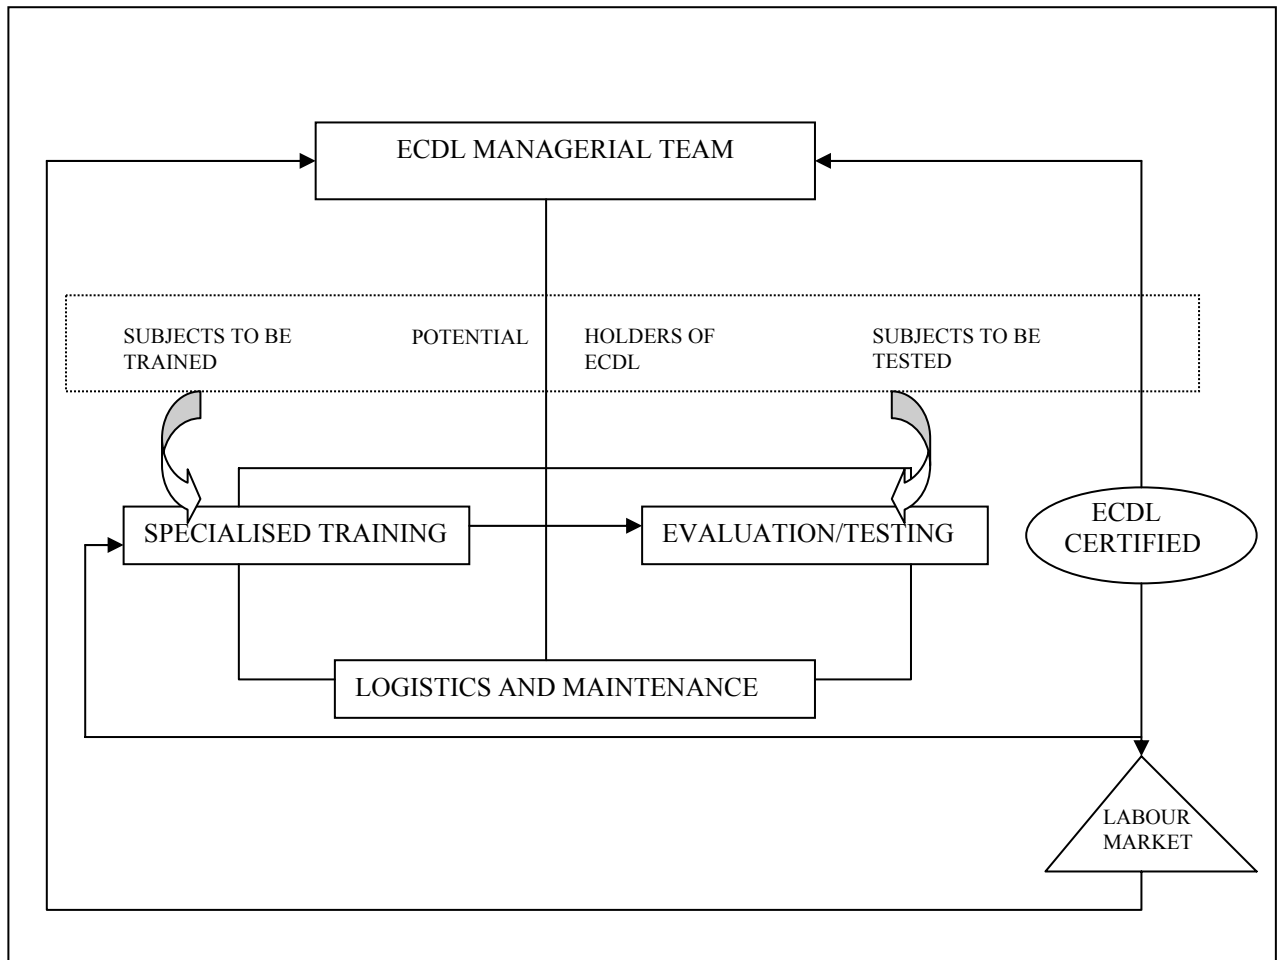 ECDL MANAGERIAL TEAM
SUBJECTS TO BE
TRAINED
POTENTIAL
HOLDERS OF
ECDL
SUBJECTS TO BE
TESTED
SPECIALISED TRAINING
EVALUATION/TESTING
ECDL
CERTIFIED
LOGISTICS AND MAINTENANCE
LABOUR
MARKET